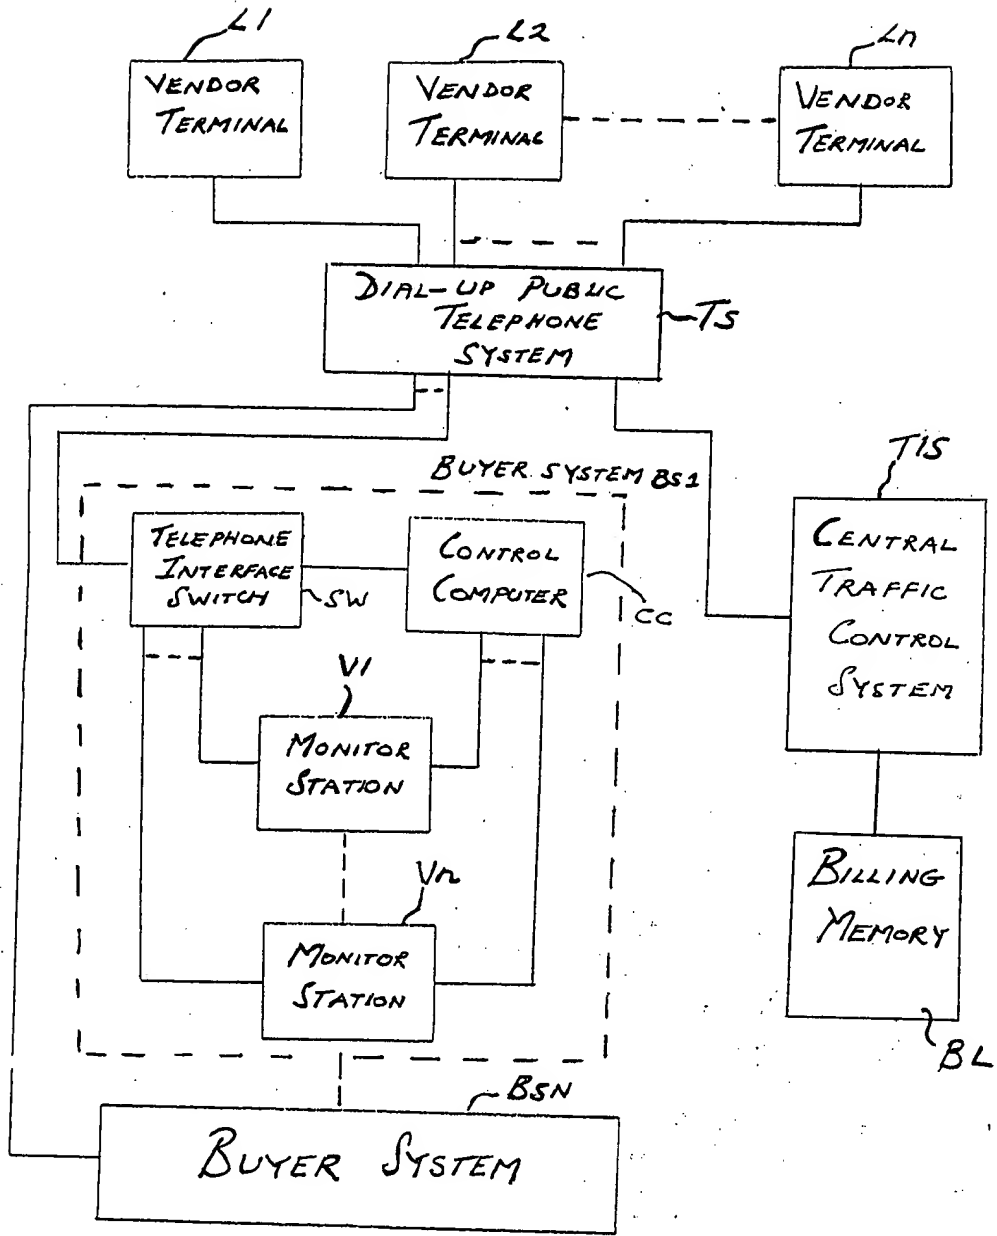 L1
L2
Ln
VENDOR
TERMINAL
VENDOR
TERMINAL
VENDOR
TERMINAL
DIAL-UP PUBLIC
TELEPHONE
SYSTEM
TS
BUYER SYSTEM BS1
TIS
TELEPHONE
INTERFACE
SWITCH
SW
CONTROL
COMPUTER
CC
CENTRAL
TRAFFIC
CONTROL
SYSTEM
V1
MONITOR
STATION
Vn
MONITOR
STATION
BILLING
MEMORY
BL
BSN
BUYER SYSTEM